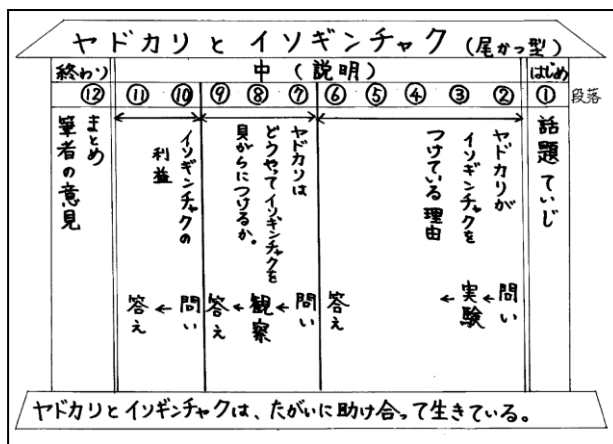 ヤドカリとイソギンチャク(尾かつ型)
はじめ
中(説明)
終わり
段落
① ② ③ ④ ⑤ ⑥ ⑦ ⑧ ⑨ ⑩ ⑪ ⑫
話題ていじ
ヤドカリが
イソギンチャクを
つけている理由
問い
←
実験
←
答え
ヤドカリは
どうやってイソギンチャクを
貝がらにつけるか。
問い
←
観察
←
答え
イソギンチャクの
利益
問い
←
答え
まとめ
筆者の意見
ヤドカリとイソギンチャクは、たがいに助け合って生きている。